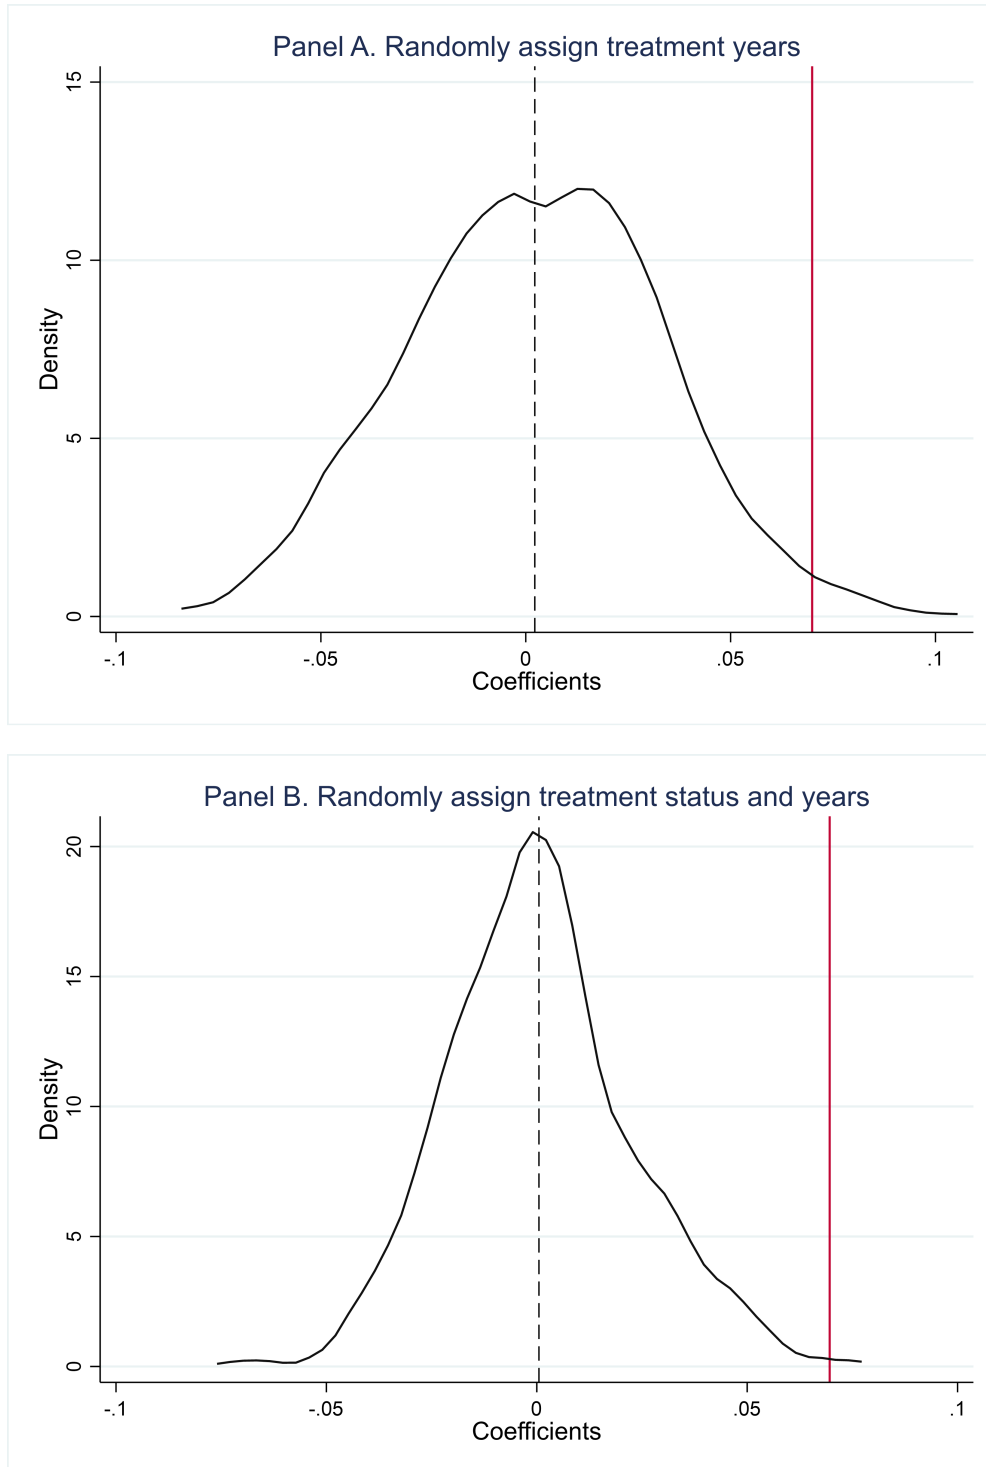 Panel A. Randomly assign treatment years
15
10
5
0
Density
-.1 -.05 0 .05 .1
Coefficients
Panel B. Randomly assign treatment status and years
20
15
10
5
0
Density
-.1 -.05 0 .05 .1
Coefficients